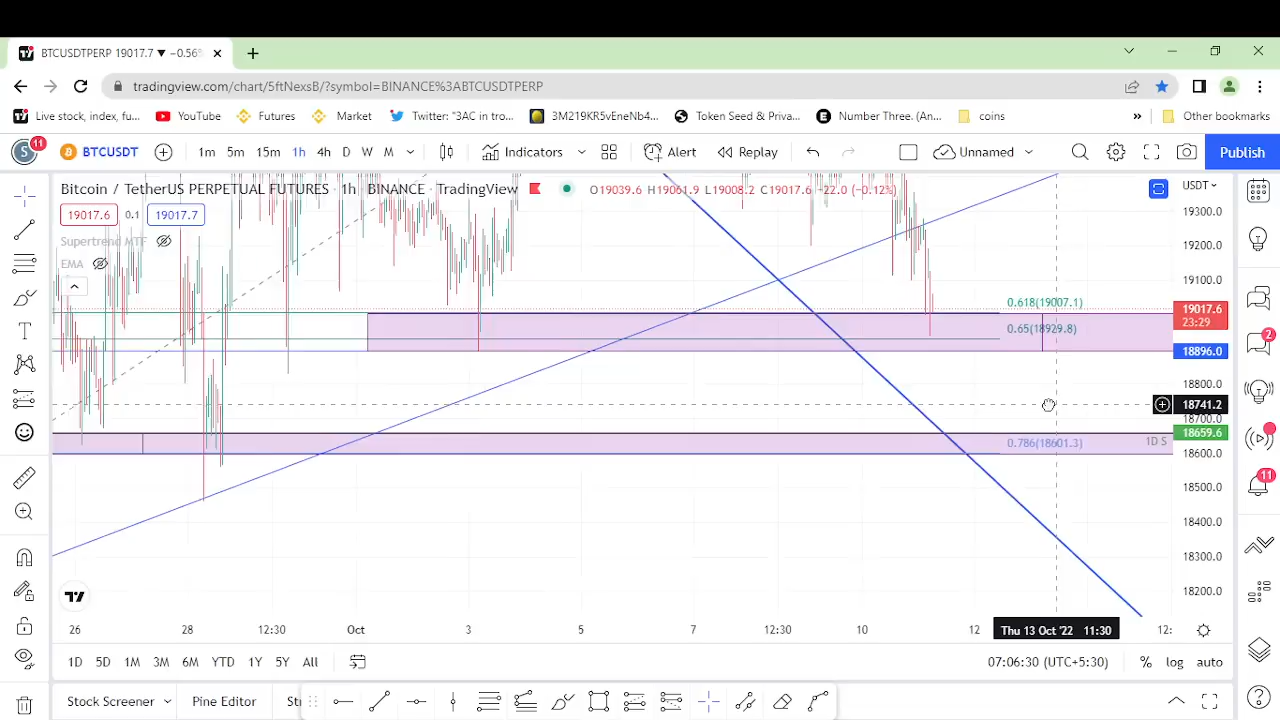 BTCUSDTPERP 19017.7 ▼ −0.56%
tradingview.com/chart/5ftNexsB/?symbol=BINANCE%3ABTCUSDTPERP
Live stock, index, fu... YouTube Futures Market Twitter: "3AC in tro... 3M219KR5vEneNb4... Token Seed & Priva... Number Three. (An... coins » Other bookmarks
S 11 BTCUSDT 1m 5m 15m 1h 4h D W M Indicators Alert Replay Unnamed Publish
Bitcoin / TetherUS PERPETUAL FUTURES · 1h · BINANCE · TradingView O19039.6 H19061.9 L19008.2 C19017.6 −22.0 (−0.12%) USDT
19017.6 0.1 19017.7
19300.0
Supertrend MTF
19200.0
EMA
19100.0
0.618(19007.1)
19017.6
23:29
0.65(18929.8)
18896.0
2
18800.0
18741.2
18700.0
18659.6
0.786(18601.3) 1D S
18600.0
11
18500.0
18400.0
18300.0
18200.0
26 28 12:30 Oct 3 5 7 12:30 10 12 Thu 13 Oct '22 11:30 12:
1D 5D 1M 3M 6M YTD 1Y 5Y All 07:06:30 (UTC+5:30) % log auto
Stock Screener Pine Editor St